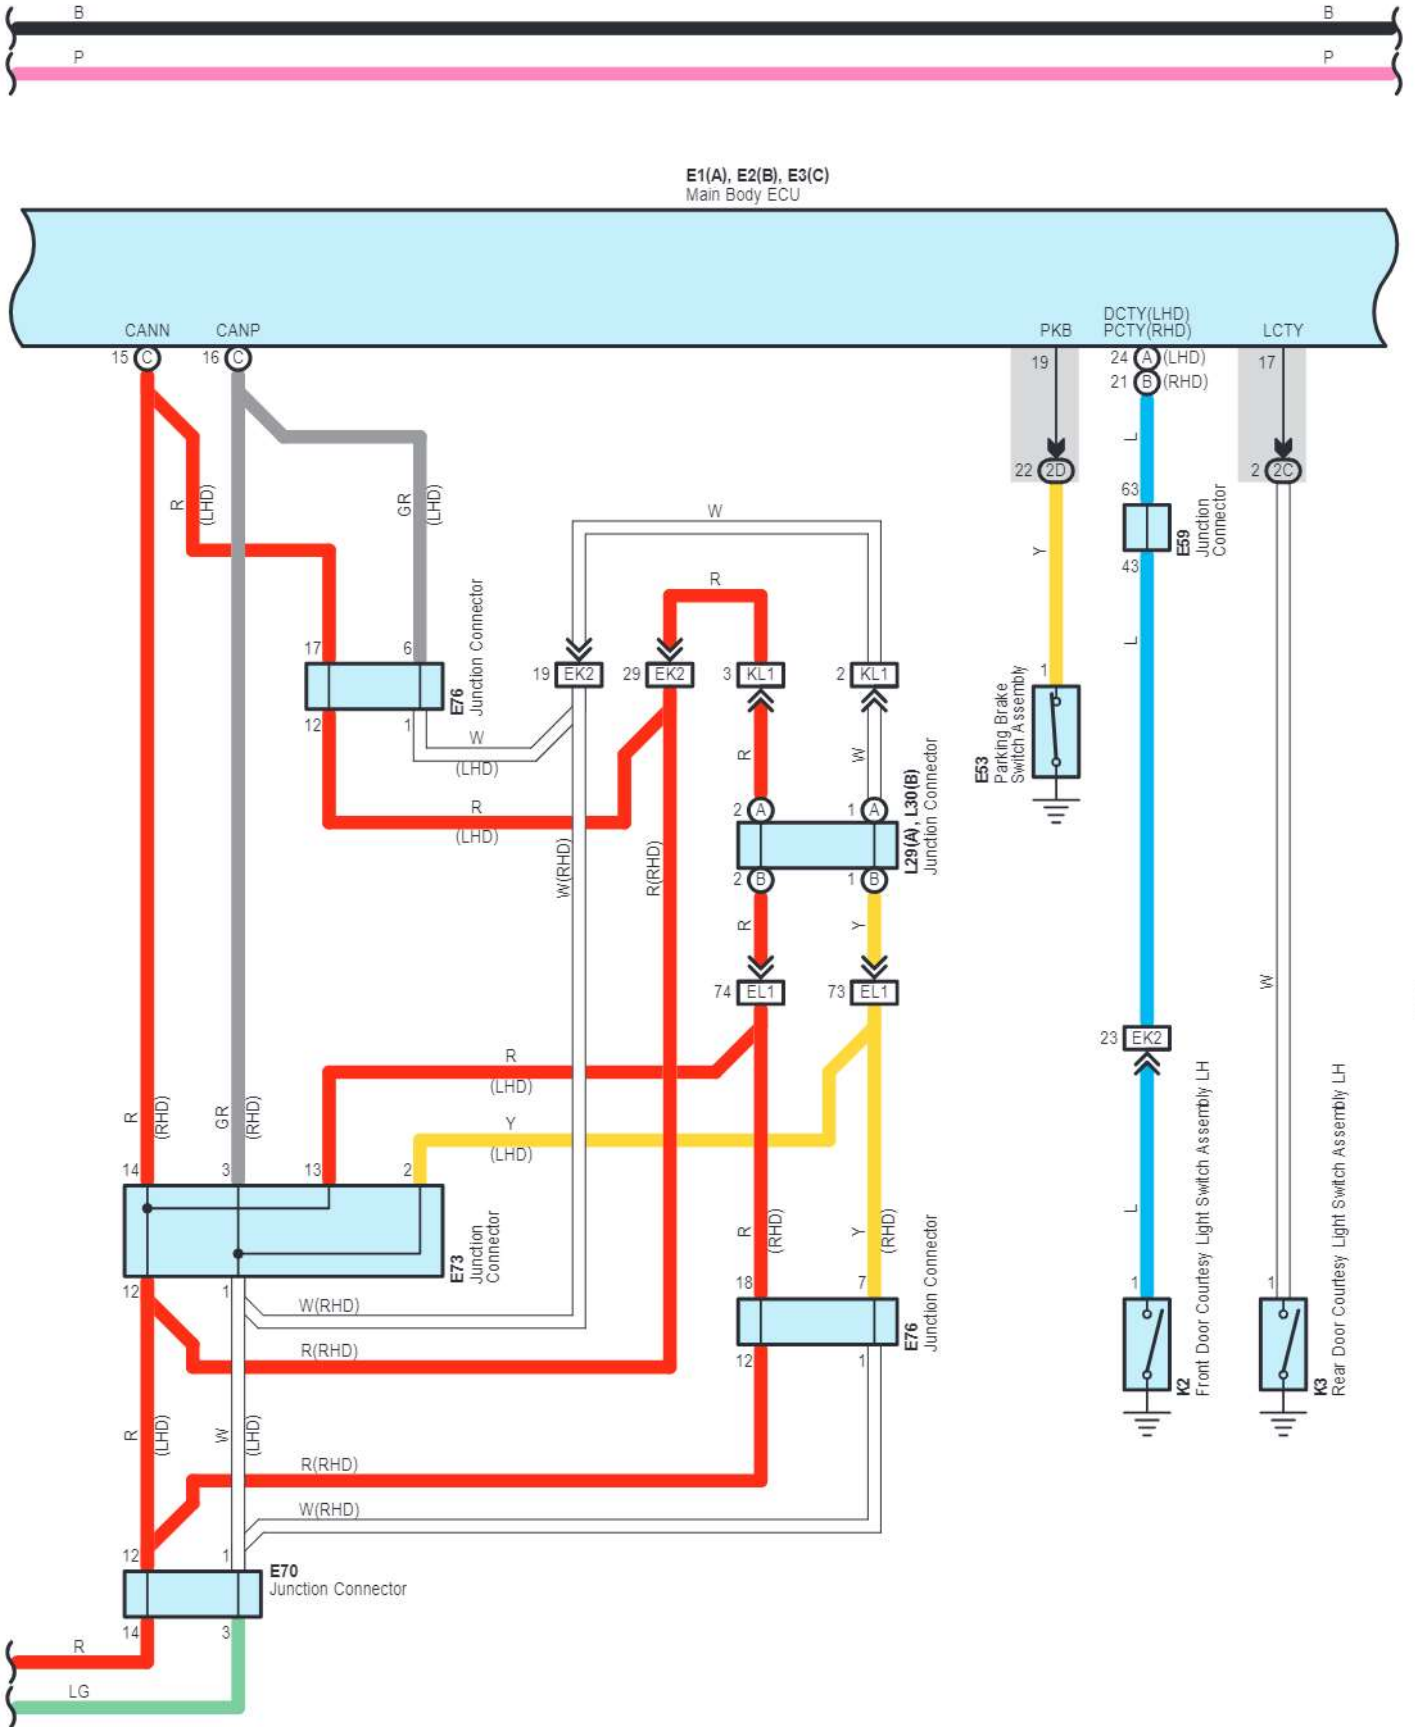 B
B
P
P
E1(A), E2(B), E3(C)
Main Body ECU
CANN
CANP
PKB
DCTY(LHD)
PCTY(RHD)
LCTY
15 C
16 C
19
24 A (LHD)
21 B (RHD)
17
R
(LHD)
GR
(LHD)
22 2D
L
2 2C
63
E59
Junction
Connector
43
W
R
Y
L
17
6
E76
Junction Connector
12
1
19 EK2
29 EK2
3 KL1
2 KL1
1
E53
Parking Brake
Switch Assembly
W
(LHD)
R
(LHD)
R
W
2 A
1 A
L29(A), L30(B)
Junction Connector
2 B
1 B
W(RHD)
R(RHD)
R
Y
74 EL1
73 EL1
W
23 EK2
R
(LHD)
Y
(LHD)
R
(RHD)
GR
(RHD)
14
3
13
2
E73
Junction
Connector
12
1
R
(RHD)
Y
(RHD)
L
18
7
E76
Junction Connector
12
1
W(RHD)
R(RHD)
1
K2
Front Door Courtesy Light Switch Assembly LH
1
K3
Rear Door Courtesy Light Switch Assembly LH
R
(LHD)
W
(LHD)
R(RHD)
W(RHD)
12
1
E70
Junction Connector
14
3
R
LG